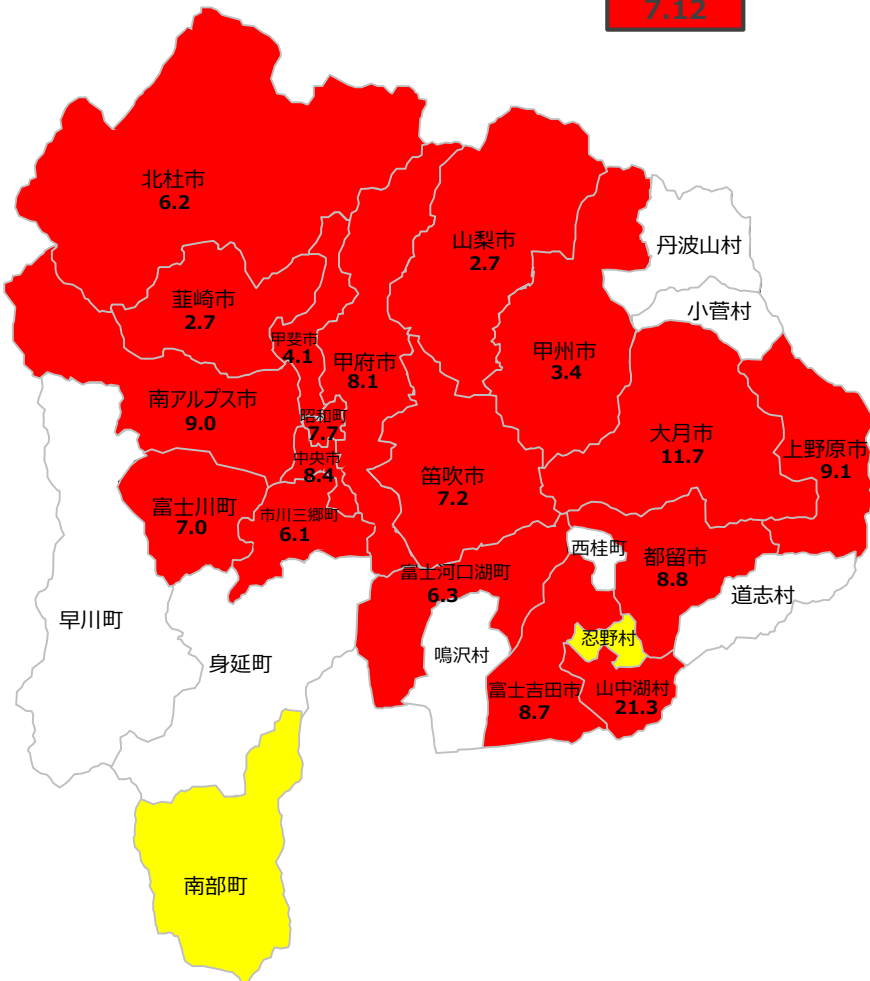 7.12
北杜市
6.2
山梨市
2.7
丹波山村
小菅村
韮崎市
2.7
甲斐市
4.1
甲府市
8.1
甲州市
3.4
南アルプス市
9.0
昭和町
7.7
中央市
8.4
大月市
11.7
上野原市
9.1
笛吹市
7.2
富士川町
7.0
市川三郷町
6.1
西桂町
都留市
8.8
富士河口湖町
6.3
道志村
早川町
身延町
鳴沢村
忍野村
富士吉田市
8.7
山中湖村
21.3
南部町